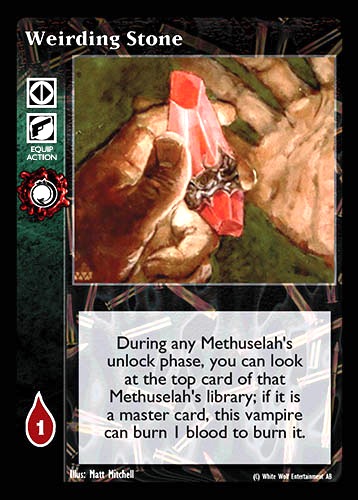 Weirding Stone
EQUIP
ACTION
During any Methuselah's
unlock phase, you can look
at the top card of that
Methuselah's library; if it is
a master card, this vampire
can burn 1 blood to burn it.
1
Illus: Matt Mitchell (C) White Wolf Entertainment AB